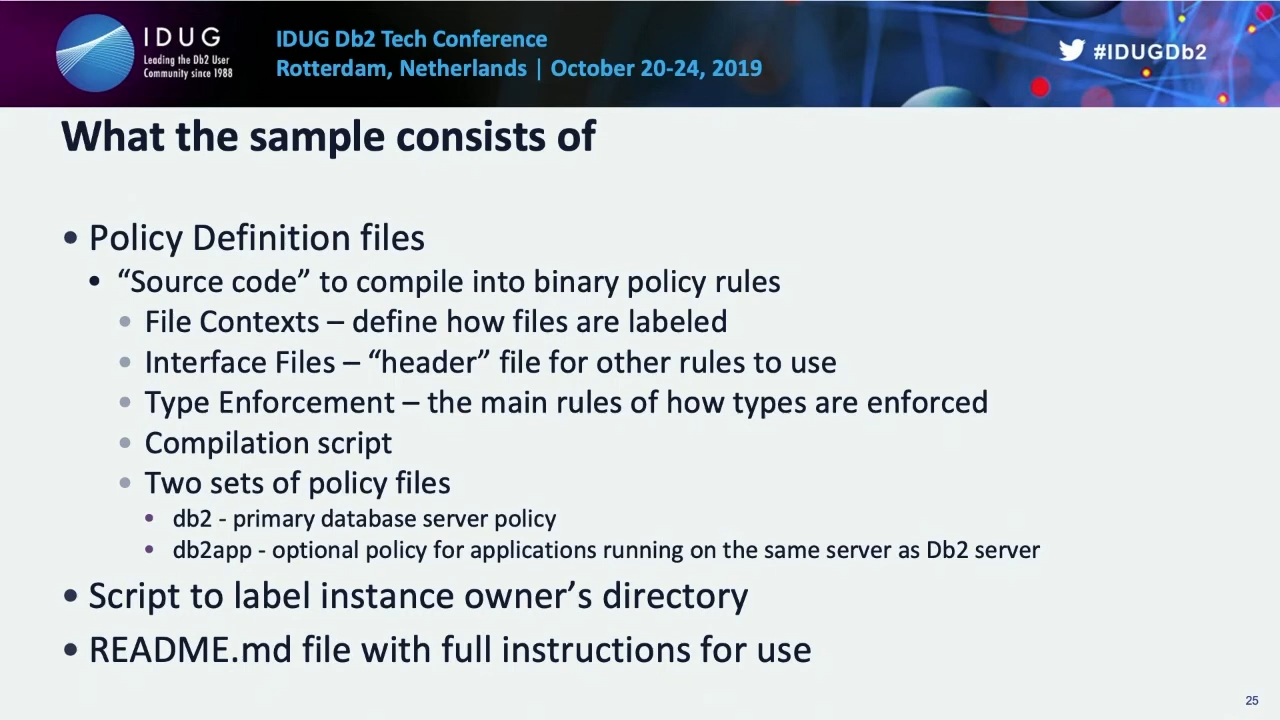 IDUG
Leading the Db2 User
Community since 1988
IDUG Db2 Tech Conference
Rotterdam, Netherlands | October 20-24, 2019
#IDUGDb2
What the sample consists of
• Policy Definition files
• “Source code” to compile into binary policy rules
• File Contexts – define how files are labeled
• Interface Files – “header” file for other rules to use
• Type Enforcement – the main rules of how types are enforced
• Compilation script
• Two sets of policy files
• db2 - primary database server policy
• db2app - optional policy for applications running on the same server as Db2 server
• Script to label instance owner’s directory
• README.md file with full instructions for use
25